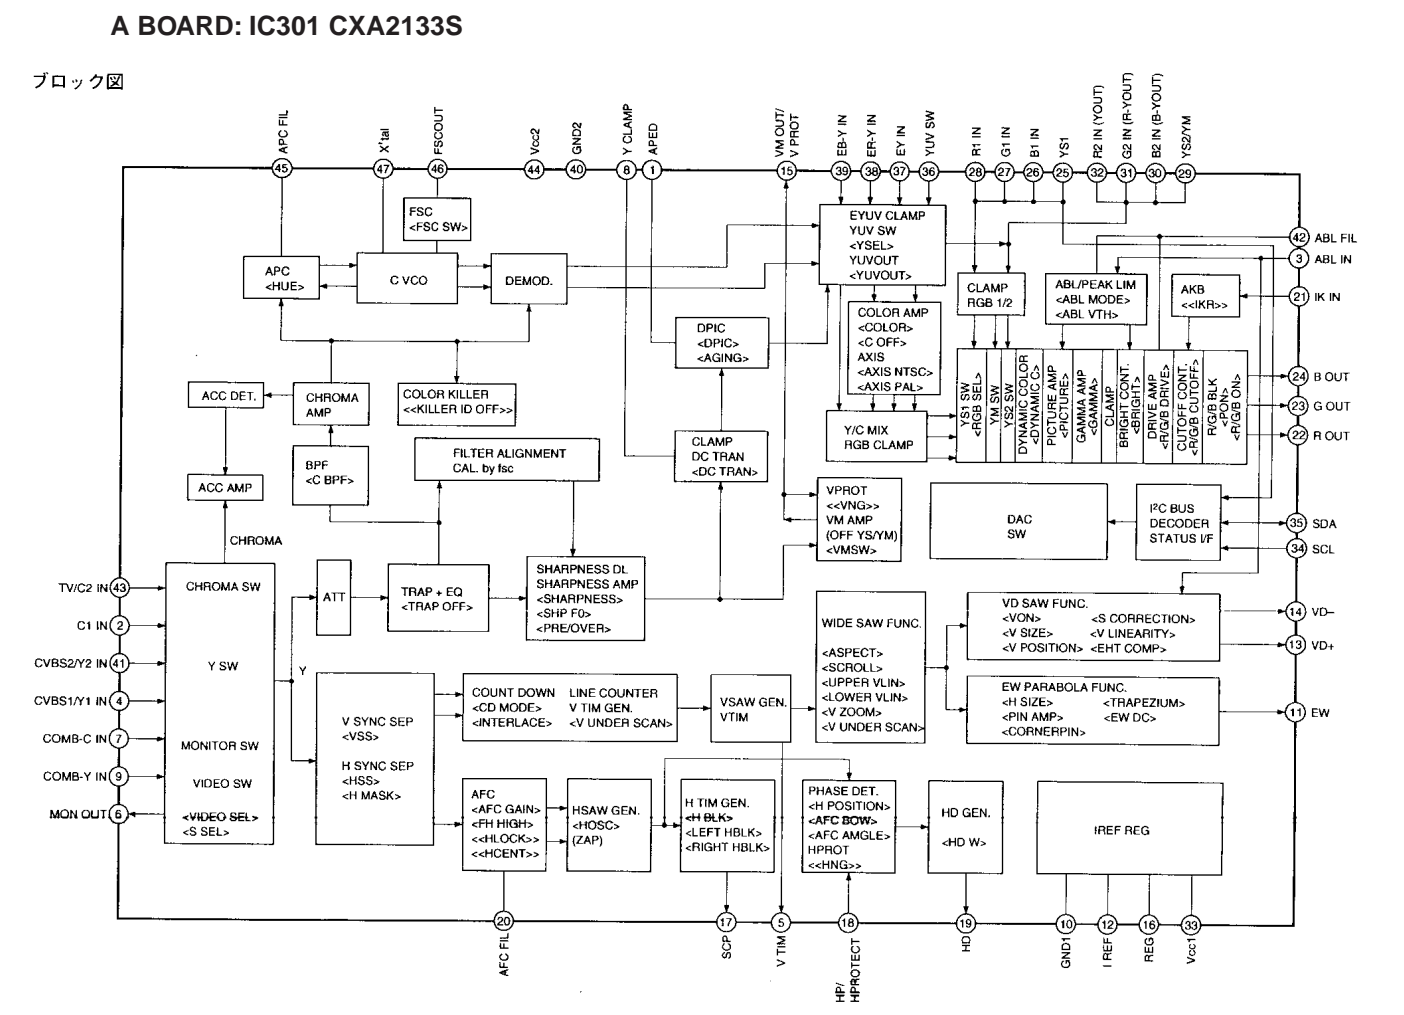 A BOARD: IC301 CXA2133S
ブロック図
APC FIL
X'tal
FSCOUT
Vcc2
GND2
Y CLAMP
APED
VM OUT/
V PROT
EB-Y IN
ER-Y IN
EY IN
YUV SW
R1 IN
G1 IN
B1 IN
YS1
R2 IN (YOUT)
G2 IN (R-YOUT)
B2 IN (B-YOUT)
YS2/YM
45
47
46
44
40
8
1
15
39
38
37
36
28
27
26
25
32
31
30
29
FSC
<FSC SW>
APC
<HUE>
C VCO
DEMOD.
EYUV CLAMP
YUV SW
<YSEL>
YUVOUT
<YUVOUT>
CLAMP
RGB 1/2
ABL/PEAK LIM
<ABL MODE>
<ABL VTH>
AKB
<<IKR>>
42 ABL FIL
3 ABL IN
21 IK IN
24 B OUT
23 G OUT
22 R OUT
DPIC
<DPIC>
<AGING>
COLOR AMP
<COLOR>
<C OFF>
AXIS
<AXIS NTSC>
<AXIS PAL>
ACC DET.
CHROMA
AMP
COLOR KILLER
<<KILLER ID OFF>>
YS1 SW
<RGB SEL>
YM SW
YS2 SW
DYNAMIC COLOR
<DYNAMIC C>
PICTURE AMP
<PICTURE>
GAMMA AMP
<GAMMA>
CLAMP
BRIGHT CONT.
<BRIGHT>
DRIVE AMP
<R/G/B DRIVE>
CUTOFF CONT.
<R/G/B CUTOFF>
R/G/B BLK
<PON>
<R/G/B ON>
Y/C MIX
RGB CLAMP
CLAMP
DC TRAN
<DC TRAN>
FILTER ALIGNMENT
CAL. by fsc
BPF
<C BPF>
ACC AMP
CHROMA
VPROT
<<VNG>>
VM AMP
(OFF YS/YM)
<VMSW>
DAC
SW
I²C BUS
DECODER
STATUS I/F
35 SDA
34 SCL
TV/C2 IN 43
C1 IN 2
CVBS2/Y2 IN 41
CVBS1/Y1 IN 4
COMB-C IN 7
COMB-Y IN 9
MON OUT 6
CHROMA SW
Y SW
MONITOR SW
VIDEO SW
<VIDEO SEL>
<S SEL>
Y
ATT
TRAP + EQ
<TRAP OFF>
SHARPNESS DL
SHARPNESS AMP
<SHARPNESS>
<SHP F0>
<PRE/OVER>
WIDE SAW FUNC.
<ASPECT>
<SCROLL>
<UPPER VLIN>
<LOWER VLIN>
<V ZOOM>
<V UNDER SCAN>
VD SAW FUNC.
<VON> <S CORRECTION>
<V SIZE> <V LINEARITY>
<V POSITION> <EHT COMP>
14 VD–
13 VD+
EW PARABOLA FUNC.
<H SIZE> <TRAPEZIUM>
<PIN AMP> <EW DC>
<CORNERPIN>
11 EW
V SYNC SEP
<VSS>
H SYNC SEP
<HSS>
<H MASK>
COUNT DOWN LINE COUNTER
<CD MODE> V TIM GEN.
<INTERLACE> <V UNDER SCAN>
VSAW GEN.
VTIM
AFC
<AFC GAIN>
<FH HIGH>
<<HLOCK>>
<<HCENT>>
HSAW GEN.
<HOSC>
(ZAP)
H TIM GEN.
<H BLK>
<LEFT HBLK>
<RIGHT HBLK>
PHASE DET.
<H POSITION>
<AFC BOW>
<AFC AMGLE>
HPROT
<<HNG>>
HD GEN.
<HD W>
IREF REG
20
17
5
18
19
10
12
16
33
AFC FIL
SCP
V TIM
HP/
HPROTECT
HD
GND1
I REF
REG
Vcc1